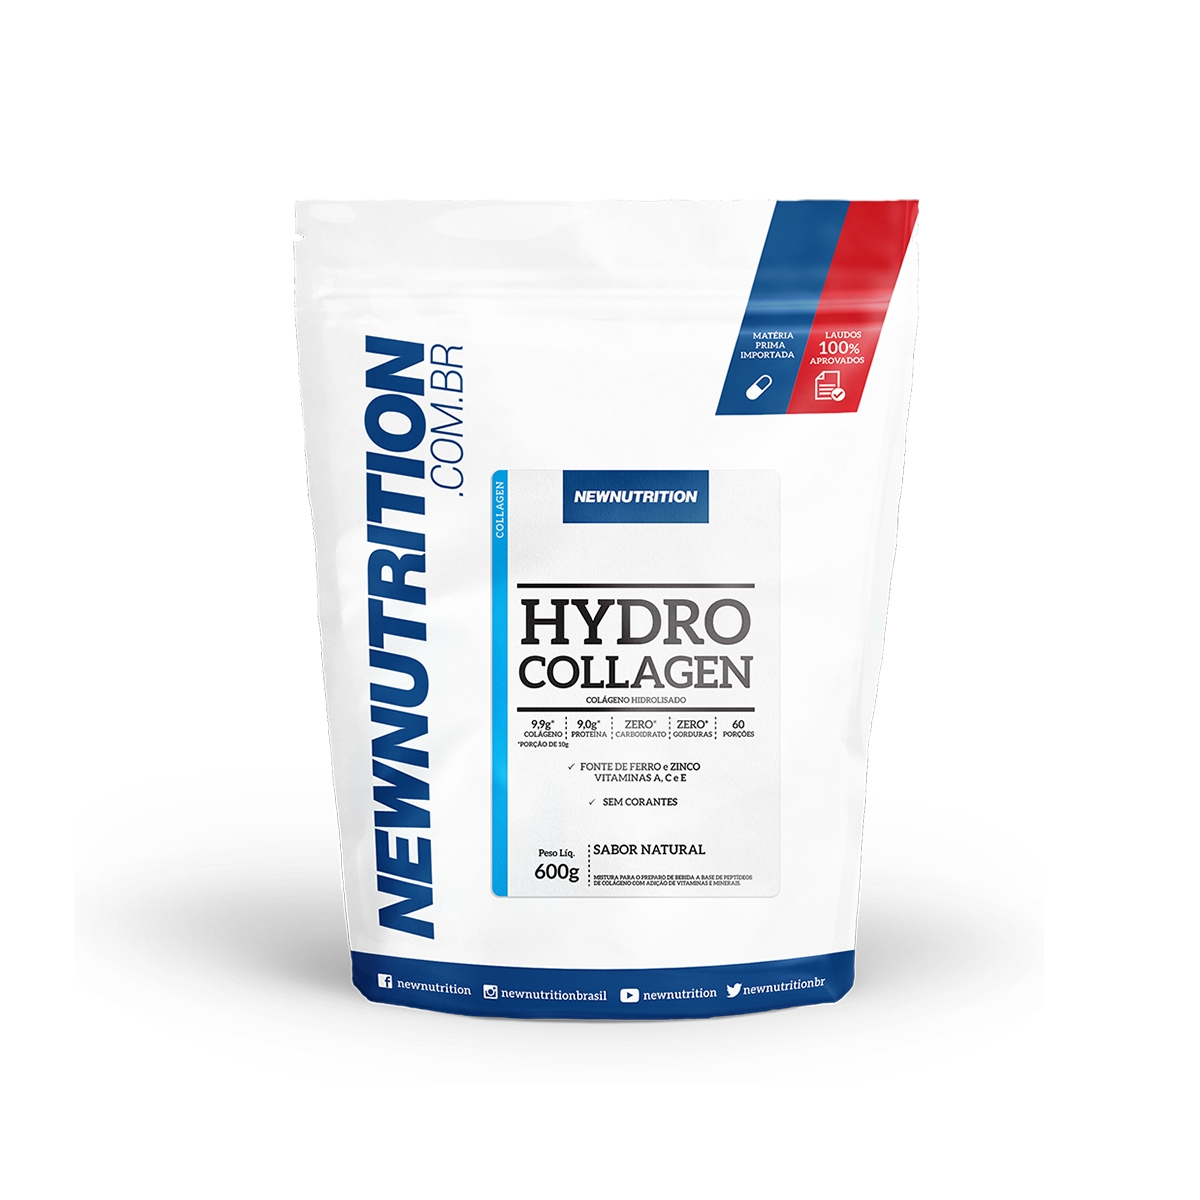 MATÉRIA
PRIMA
IMPORTADA
LAUDOS
100%
APROVADOS
NEWNUTRITION
.COM.BR
COLLAGEN
NEWNUTRITION
HYDRO
COLLAGEN
COLÁGENO HIDROLISADO
9,9g*
COLÁGENO
9,0g*
PROTEÍNA
ZERO*
CARBOIDRATO
ZERO*
GORDURAS
60
PORÇÕES
*PORÇÃO DE 10g
✓ FONTE DE FERRO e ZINCO
VITAMINAS A, C e E
✓ SEM CORANTES
Peso Líq.
600g
SABOR NATURAL
MISTURA PARA O PREPARO DE BEBIDA A BASE DE PEPTÍDEOS
DE COLÁGENO COM ADIÇÃO DE VITAMINAS E MINERAIS.
newnutrition
newnutritionbrasil
newnutrition
newnutritionbr